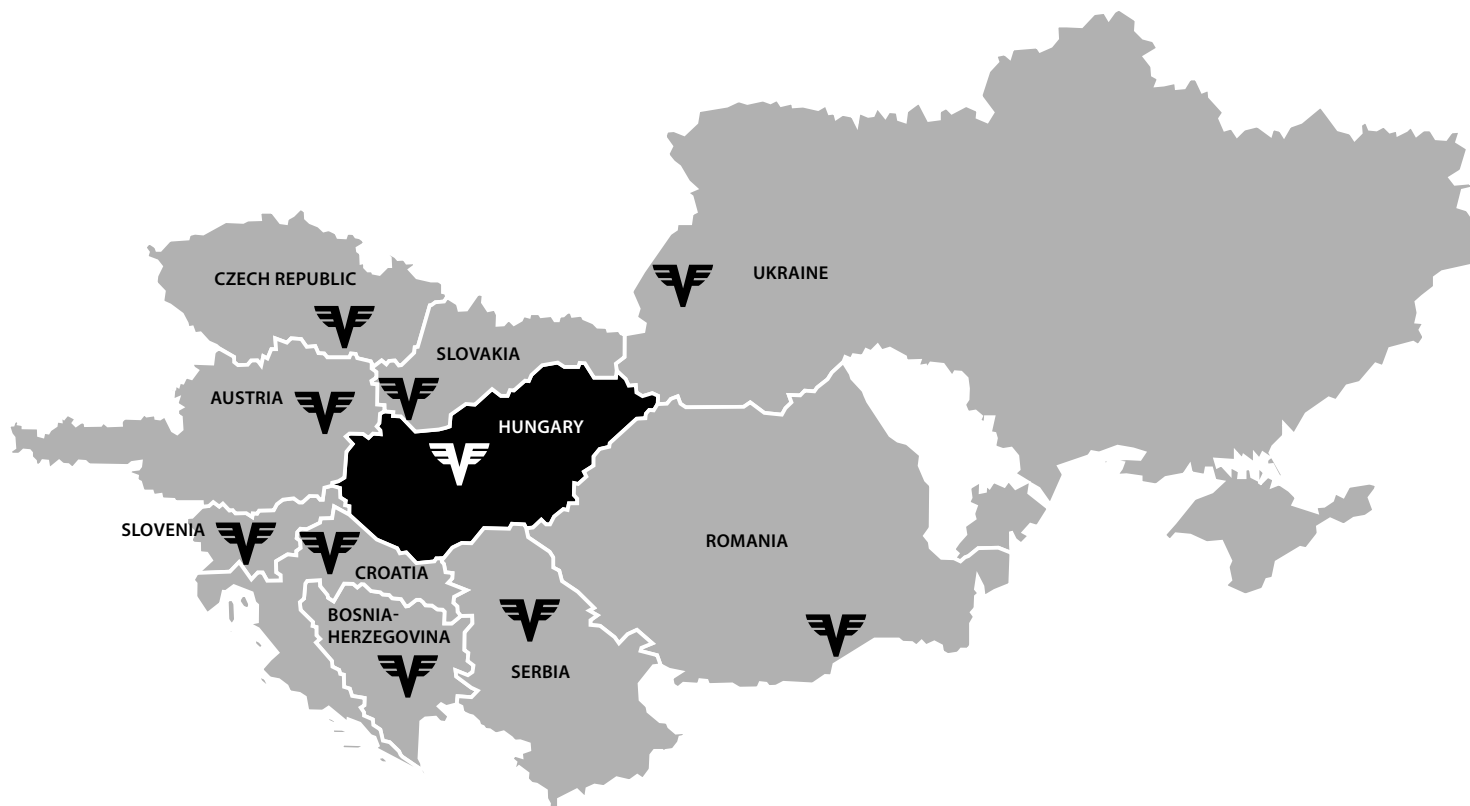 CZECH REPUBLIC
UKRAINE
SLOVAKIA
AUSTRIA
HUNGARY
SLOVENIA
ROMANIA
CROATIA
BOSNIA-
HERZEGOVINA
SERBIA